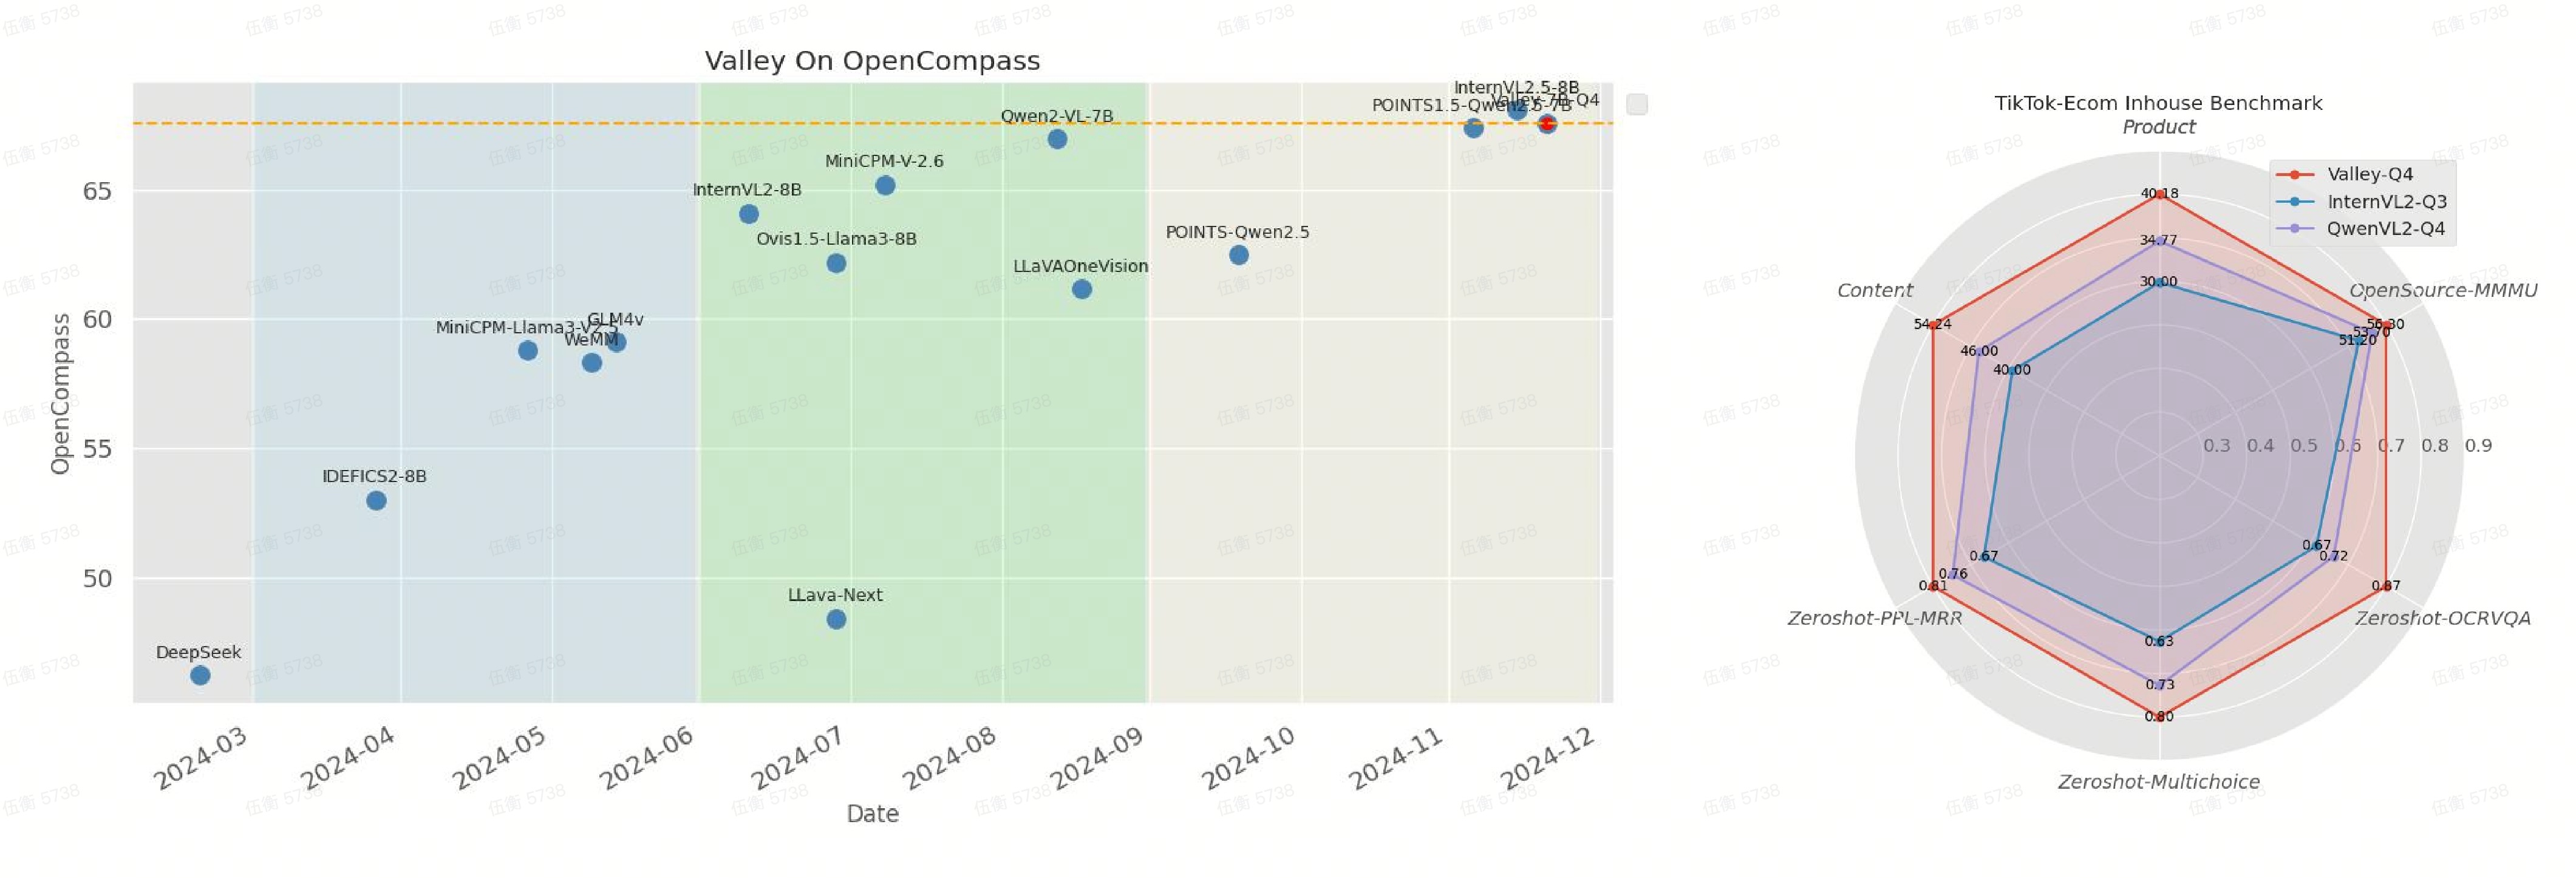 Valley On OpenCompass
InternVL2.5-8B
Valley-7B-Q4
POINTS1.5-Qwen2.5-7B
Qwen2-VL-7B
MiniCPM-V-2.6
InternVL2-8B
65
POINTS-Qwen2.5
Ovis1.5-Llama3-8B
LLaVAOneVision
60
GLM4v
MiniCPM-Llama3-V2.5
WeMM
OpenCompass
55
IDEFICS2-8B
50
LLava-Next
DeepSeek
2024-03
2024-04
2024-05
2024-06
2024-07
2024-08
2024-09
2024-10
2024-11
2024-12
Date
TikTok-Ecom Inhouse Benchmark
Product
Valley-Q4
InternVL2-Q3
QwenVL2-Q4
40.18
34.77
30.00
Content
OpenSource-MMMU
54.24
56.30
53.70
51.20
46.00
40.00
0.3 0.4 0.5 0.6 0.7 0.8 0.9
0.67
0.67
0.72
0.76
0.81
0.87
Zeroshot-PPL-MRR
Zeroshot-OCRVQA
0.63
0.73
0.80
Zeroshot-Multichoice
伍衡 5738